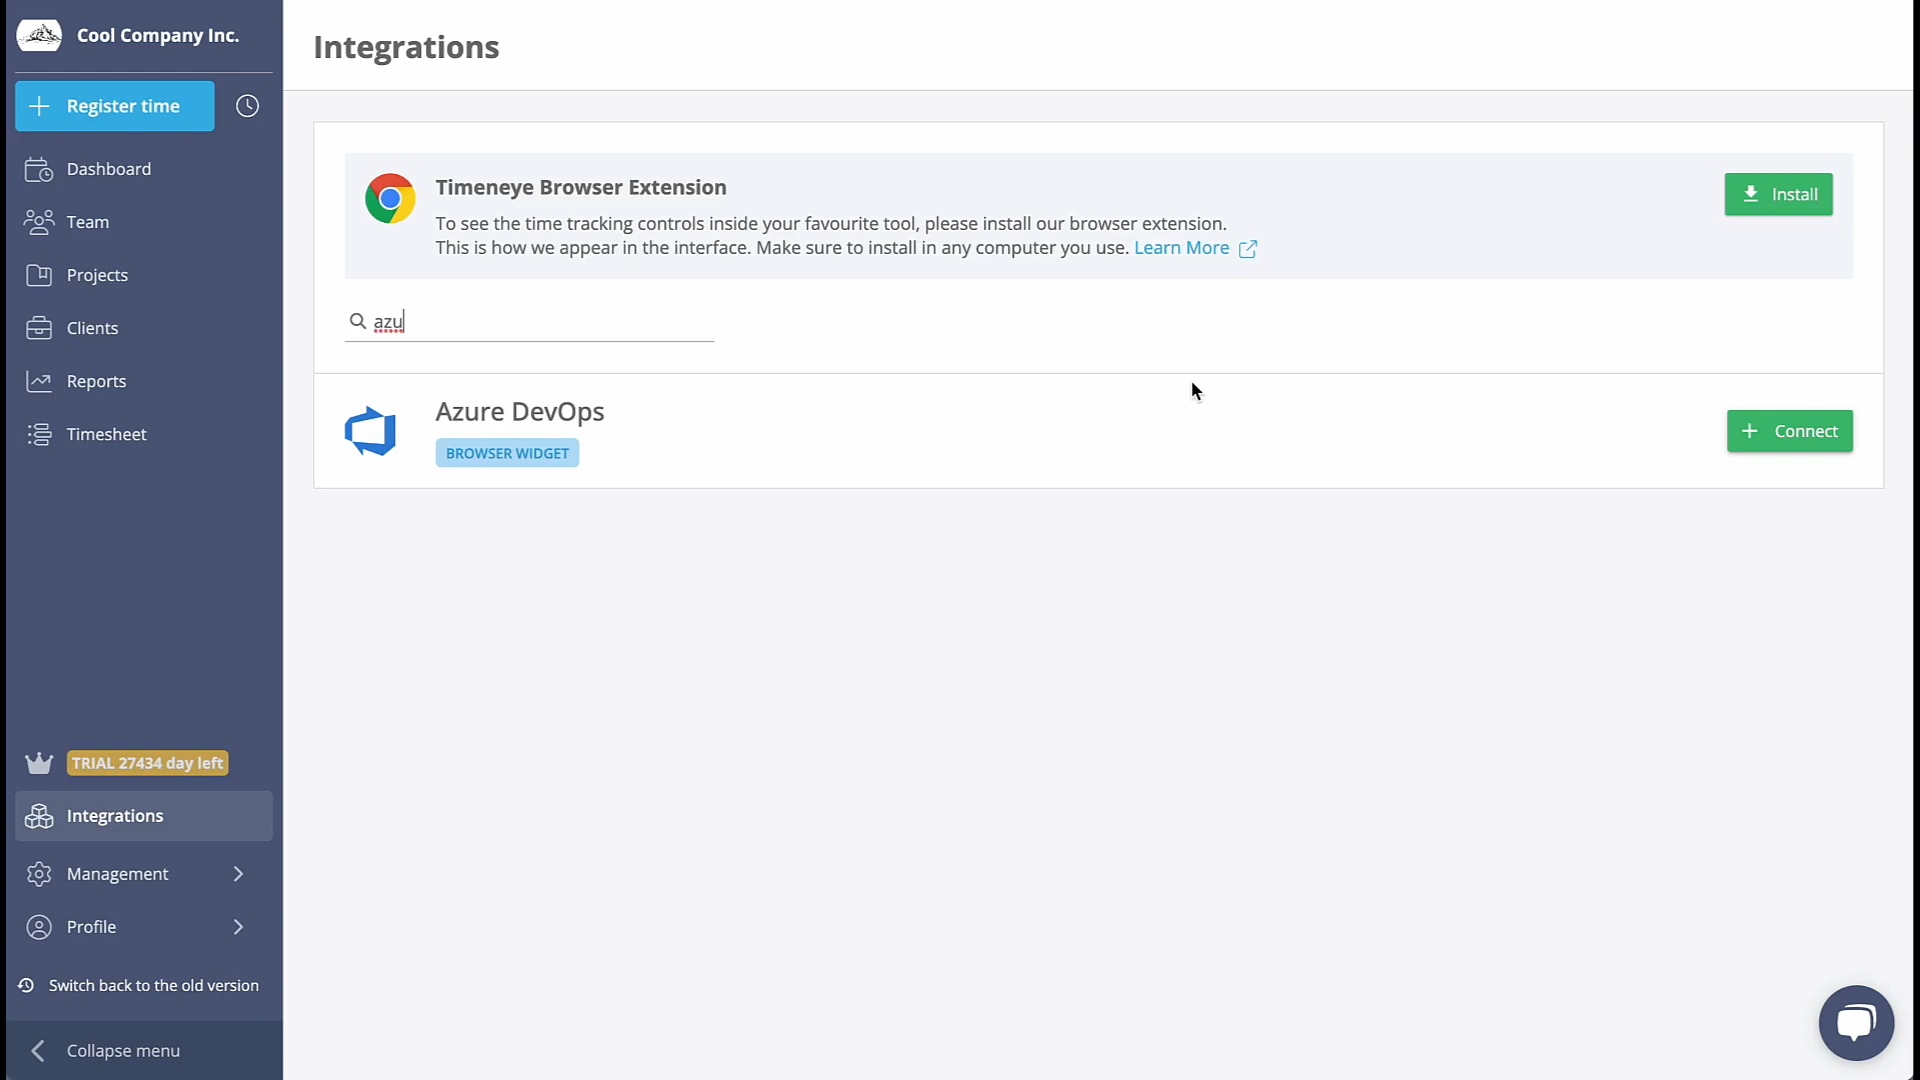 Cool Company Inc.
Register time
Dashboard
Team
Projects
Clients
Reports
Timesheet
TRIAL 27434 day left
Integrations
Management
Profile
Switch back to the old version
Collapse menu
Integrations
Timeneye Browser Extension
To see the time tracking controls inside your favourite tool, please install our browser extension.
This is how we appear in the interface. Make sure to install in any computer you use. Learn More
Install
azu
Azure DevOps
BROWSER WIDGET
Connect